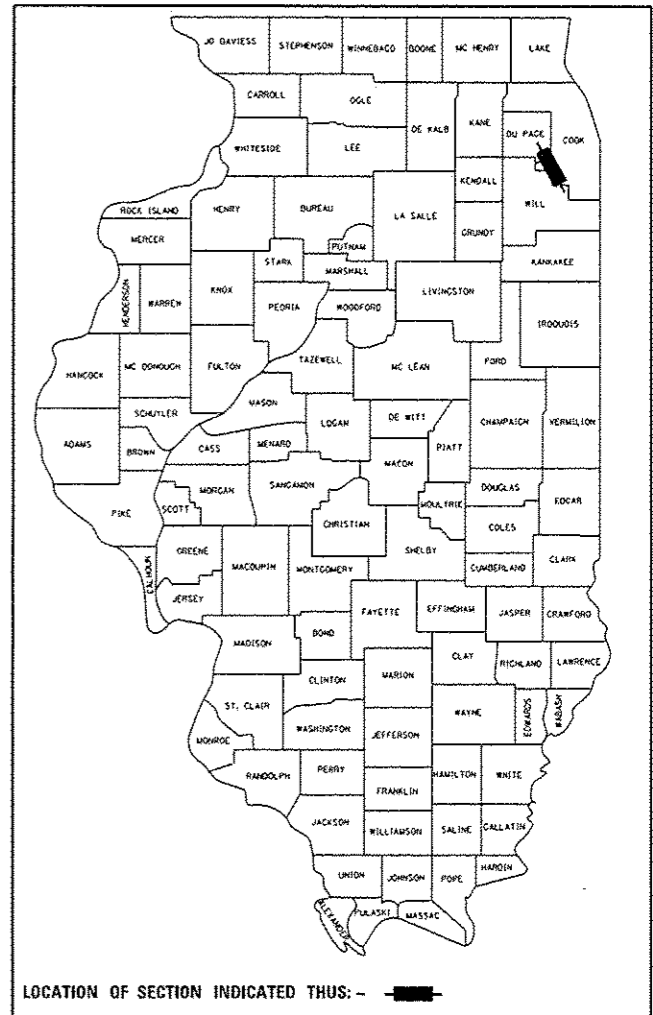 JO DAVIESS STEPHENSON WINNEBAGO BOONE MC HENRY LAKE
CARROLL OGLE DE KALB KANE DU PAGE COOK
WHITESIDE LEE KENDALL WILL
ROCK ISLAND HENRY BUREAU LA SALLE GRUNDY
MERCER PUTNAM KANKAKEE
STARK MARSHALL
HENDERSON WARREN KNOX PEORIA WOODFORD LIVINGSTON IROQUOIS
HANCOCK MC DONOUGH FULTON TAZEWELL MC LEAN FORD
MASON
SCHUYLER LOGAN DE WITT CHAMPAIGN VERMILION
ADAMS BROWN CASS MENARD MACON PIATT
PIKE SCOTT MORGAN SANGAMON MOULTRIE DOUGLAS EDGAR
CHRISTIAN COLES
CALHOUN GREENE MACOUPIN MONTGOMERY SHELBY CUMBERLAND CLARK
JERSEY FAYETTE EFFINGHAM JASPER CRAWFORD
MADISON BOND CLAY RICHLAND LAWRENCE
CLINTON MARION
ST. CLAIR WASHINGTON WAYNE EDWARDS WABASH
MONROE JEFFERSON
RANDOLPH PERRY HAMILTON WHITE
FRANKLIN
JACKSON WILLIAMSON SALINE GALLATIN
UNION JOHNSON POPE HARDIN
ALEXANDER PULASKI MASSAC
LOCATION OF SECTION INDICATED THUS: -